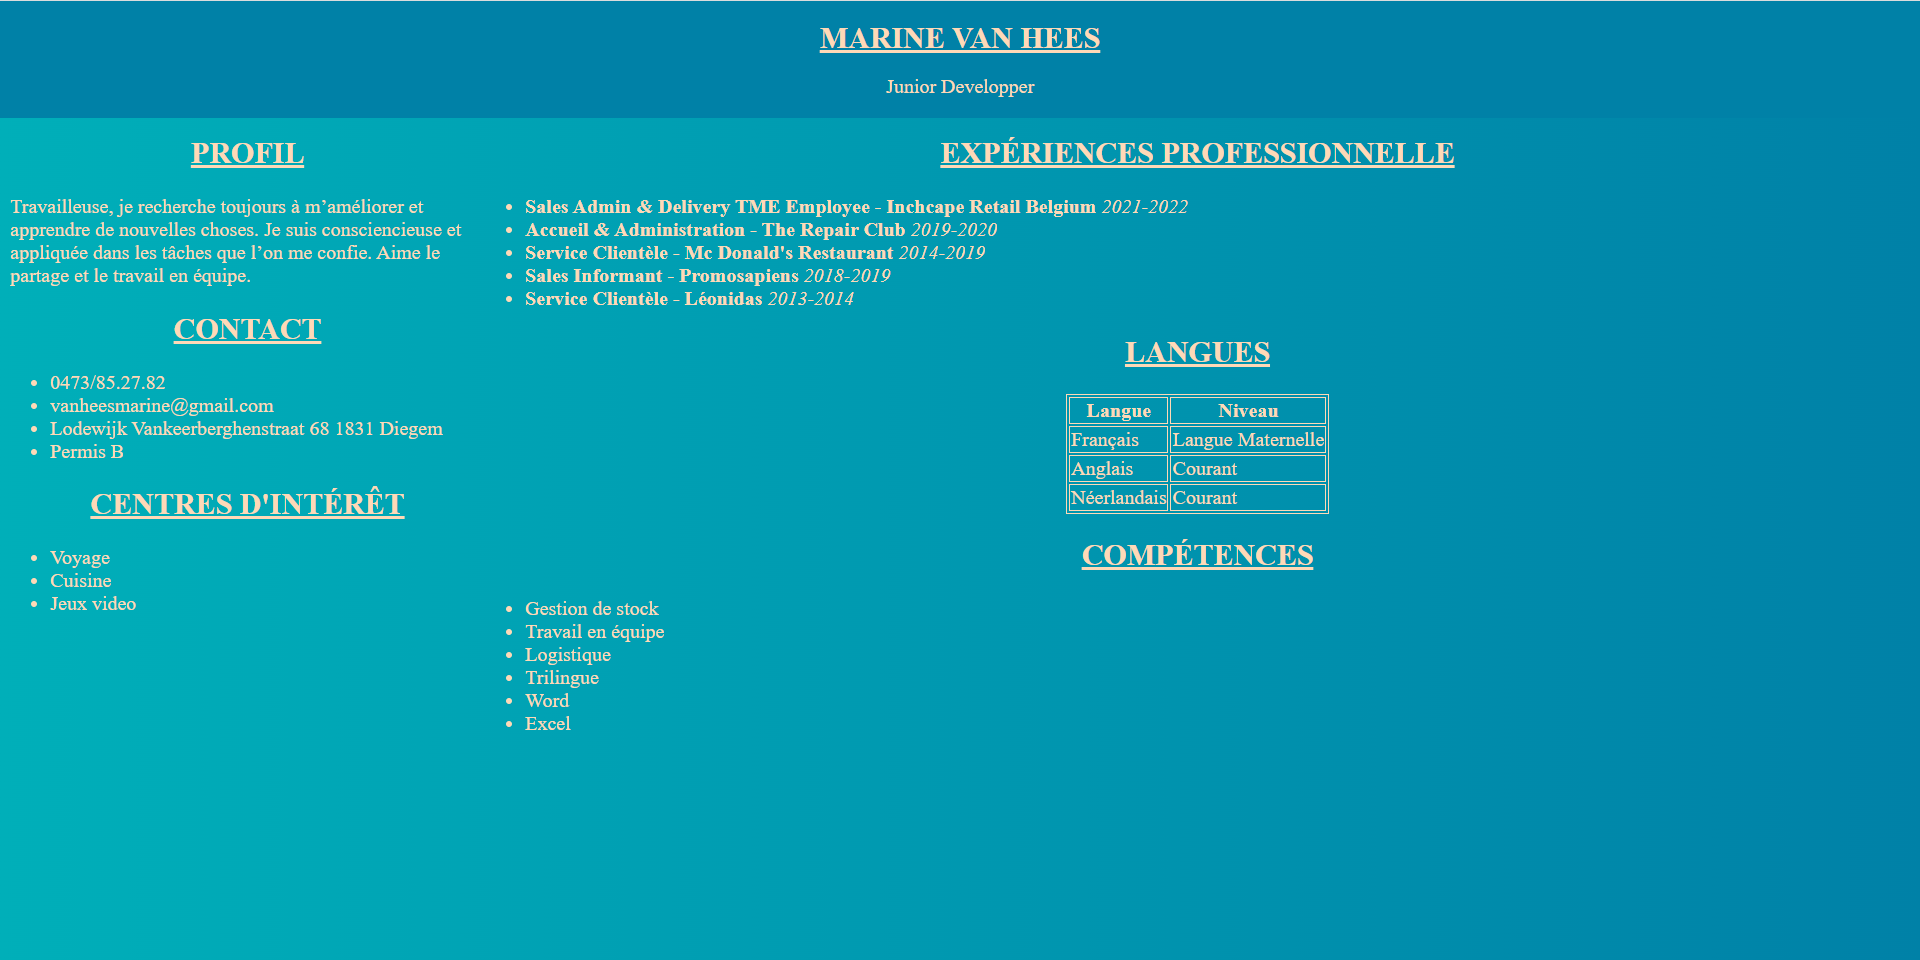 MARINE VAN HEES
Junior Developper
PROFIL
Travailleuse, je recherche toujours à m’améliorer et
apprendre de nouvelles choses. Je suis consciencieuse et
appliquée dans les tâches que l’on me confie. Aime le
partage et le travail en équipe.
CONTACT
0473/85.27.82
vanheesmarine@gmail.com
Lodewijk Vankeerberghenstraat 68 1831 Diegem
Permis B
CENTRES D'INTÉRÊT
Voyage
Cuisine
Jeux video
EXPÉRIENCES PROFESSIONNELLE
Sales Admin & Delivery TME Employee - Inchcape Retail Belgium 2021-2022
Accueil & Administration - The Repair Club 2019-2020
Service Clientèle - Mc Donald's Restaurant 2014-2019
Sales Informant - Promosapiens 2018-2019
Service Clientèle - Léonidas 2013-2014
LANGUES
Langue Niveau
Français Langue Maternelle
Anglais Courant
Néerlandais Courant
COMPÉTENCES
Gestion de stock
Travail en équipe
Logistique
Trilingue
Word
Excel